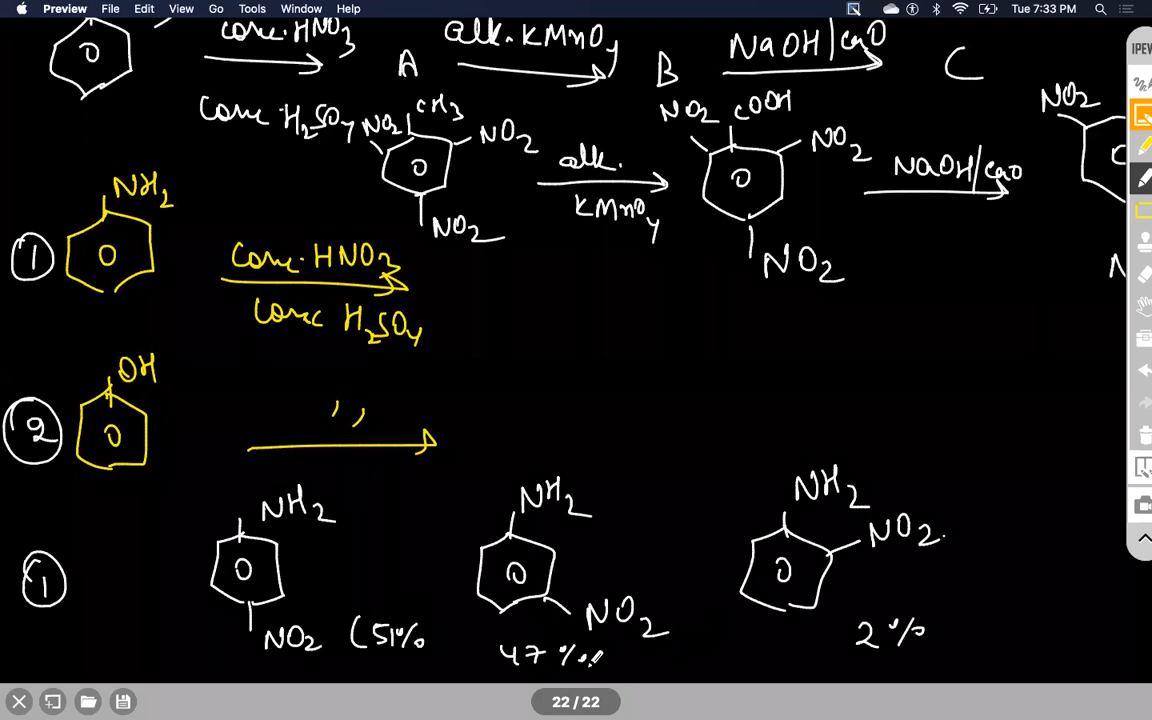 Preview File Edit View Go Tools Window Help Tue 7:33 PM
conc. HNO3 alk. KMnO4 NaOH/CaO
A B C
conc. H2SO4
NO2 CH3 NO2 NO2
alk. KMnO4
NO2 COOH NO2 NO2
NaOH/CaO
NO2
① NH2
conc. HNO3
conc H2SO4
② OH
,,
① NH2 NH2 NH2
NO2 (51% NO2 NO2.
47% 2%
22 / 22